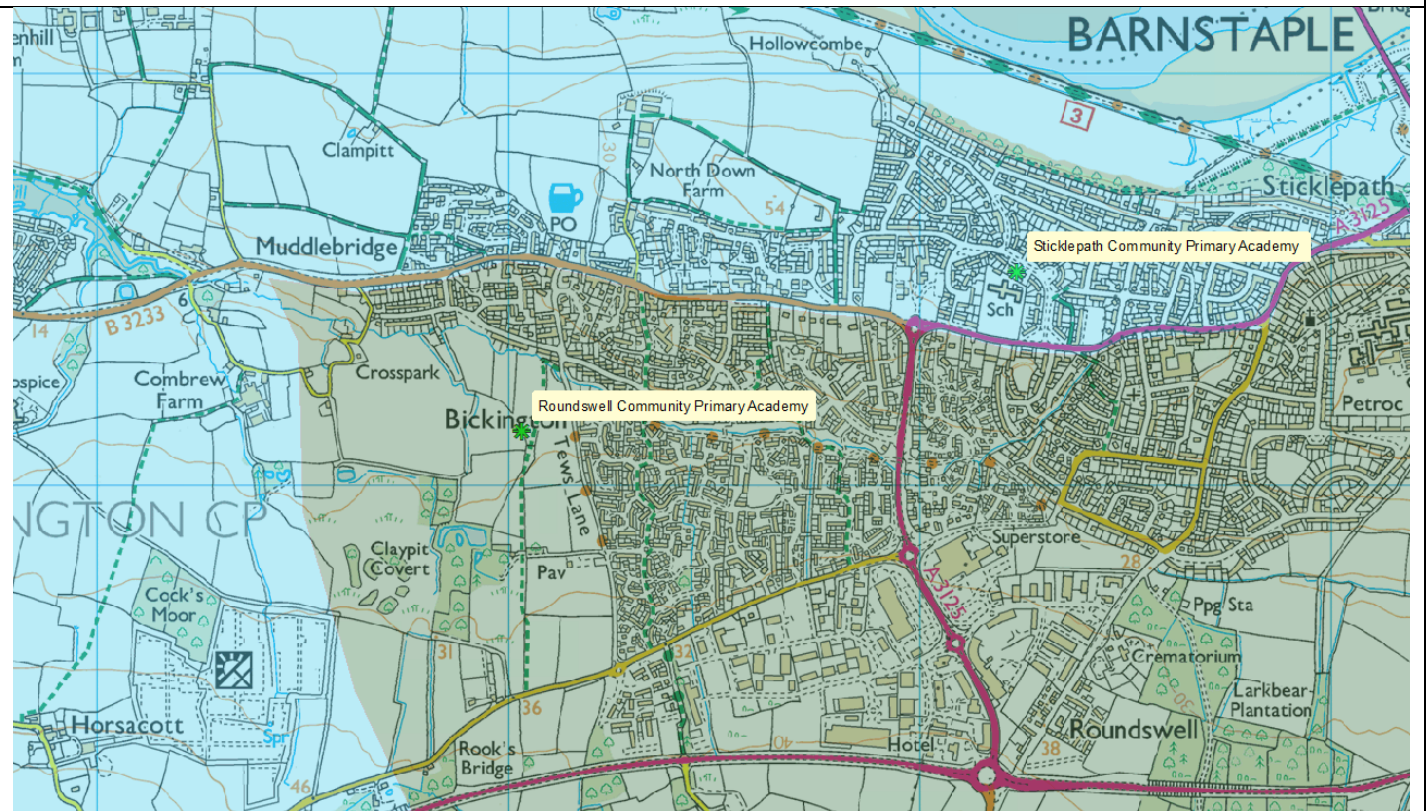 enhill
Hollowcombe
BARNSTAPLE
3
Clampitt
30
North Down
Farm
54
PO
Sticklepath
A 3125
Muddlebridge
Sticklepath Community Primary Academy
6
Sch
14
B 3233
ospice
Combrew
Farm
Crosspark
Roundswell Community Primary Academy
Petroc
Bickington
Tews Lane
NGTON CP
Superstore
28
Claypit
Covert
Pav
A 3125
Cock's
Moor
Ppg Sta
31
32
Crematorium
30
Larkbear
Plantation
36
Horsacott
Spr
Roundswell
Rook's
Bridge
40
Hotel
38
46